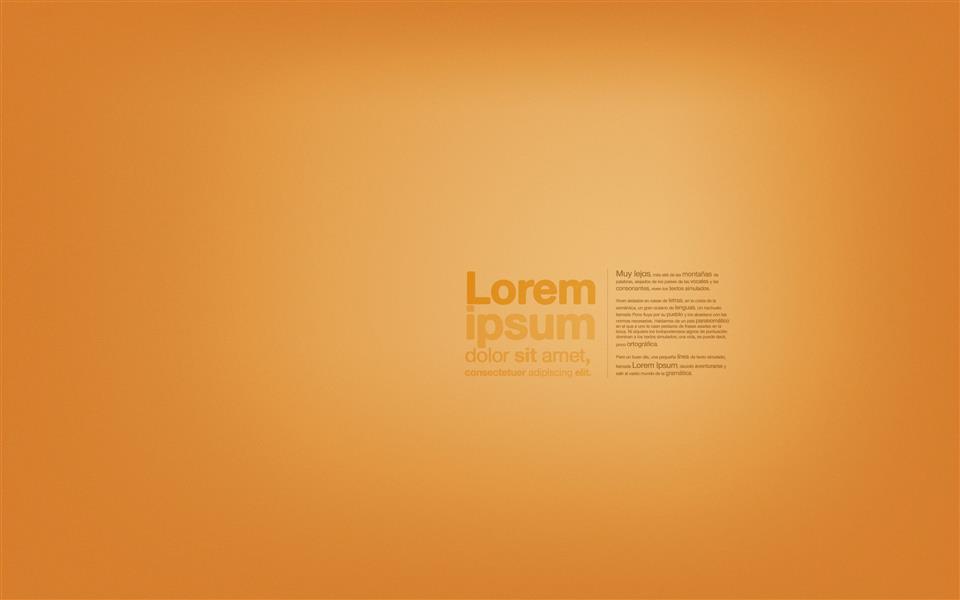 Lorem
ipsum
dolor sit amet,
consectetuer adipiscing elit.
Muy lejos, más allá de las montañas de
palabras, alejados de los países de las vocales y las
consonantes, viven los textos simulados.
Viven aislados en casas de letras, en la costa de la
semántica, un gran océano de lenguas. Un riachuelo
llamado Pons fluye por su pueblo y los abastece con las
normas necesarias. Hablamos de un país paraisomático
en el que a uno le caen pedazos de frases asadas en la
boca. Ni siquiera los todopoderosos signos de puntuación
dominan a los textos simulados; una vida, se puede decir,
poco ortográfica.
Pero un buen día, una pequeña línea de texto simulado,
llamada Lorem Ipsum, decidió aventurarse y
salir al vasto mundo de la gramática.